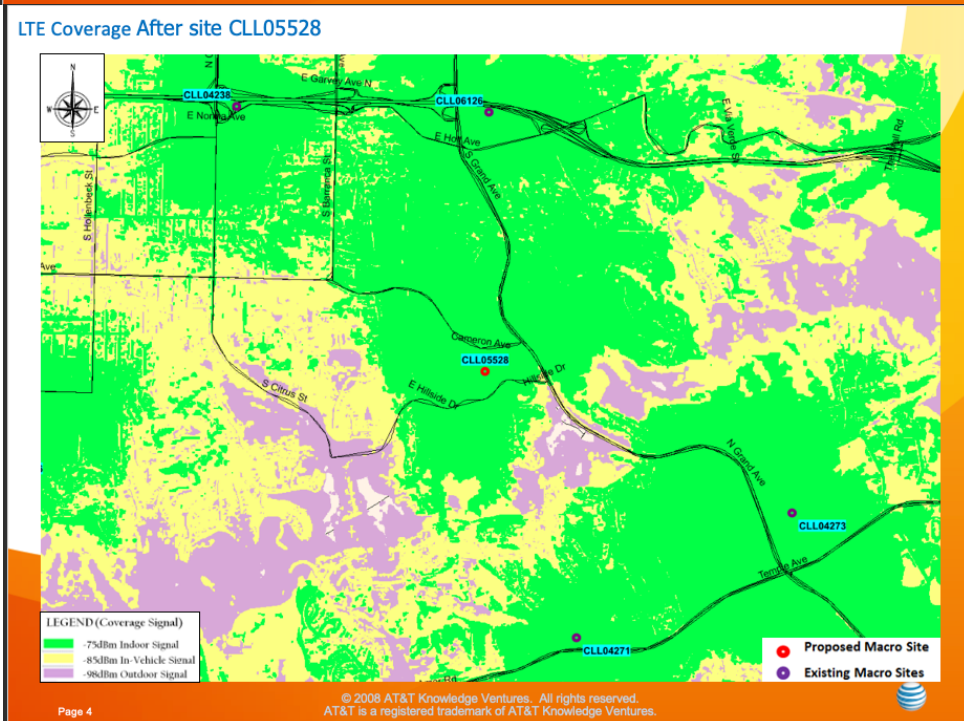 LTE Coverage After site CLL05528
N
W
E
S
E Garvey Ave N
CLL04238
CLL06126
E Norma Ave
E Holt Ave
E Via Verde St
The Mall Rd
S Grand Ave
S Barranca St
S Hollenbeck St
Ave
Cameron Ave
CLL05528
Hillside Dr
E Hillside Dr
S Citrus St
N Grand Ave
CLL04273
Temple Ave
CLL04271
LEGEND (Coverage Signal)
-75dBm Indoor Signal
-85dBm In-Vehicle Signal
-98dBm Outdoor Signal
Proposed Macro Site
Existing Macro Sites
Page 4
© 2008 AT&T Knowledge Ventures. All rights reserved.
AT&T is a registered trademark of AT&T Knowledge Ventures.